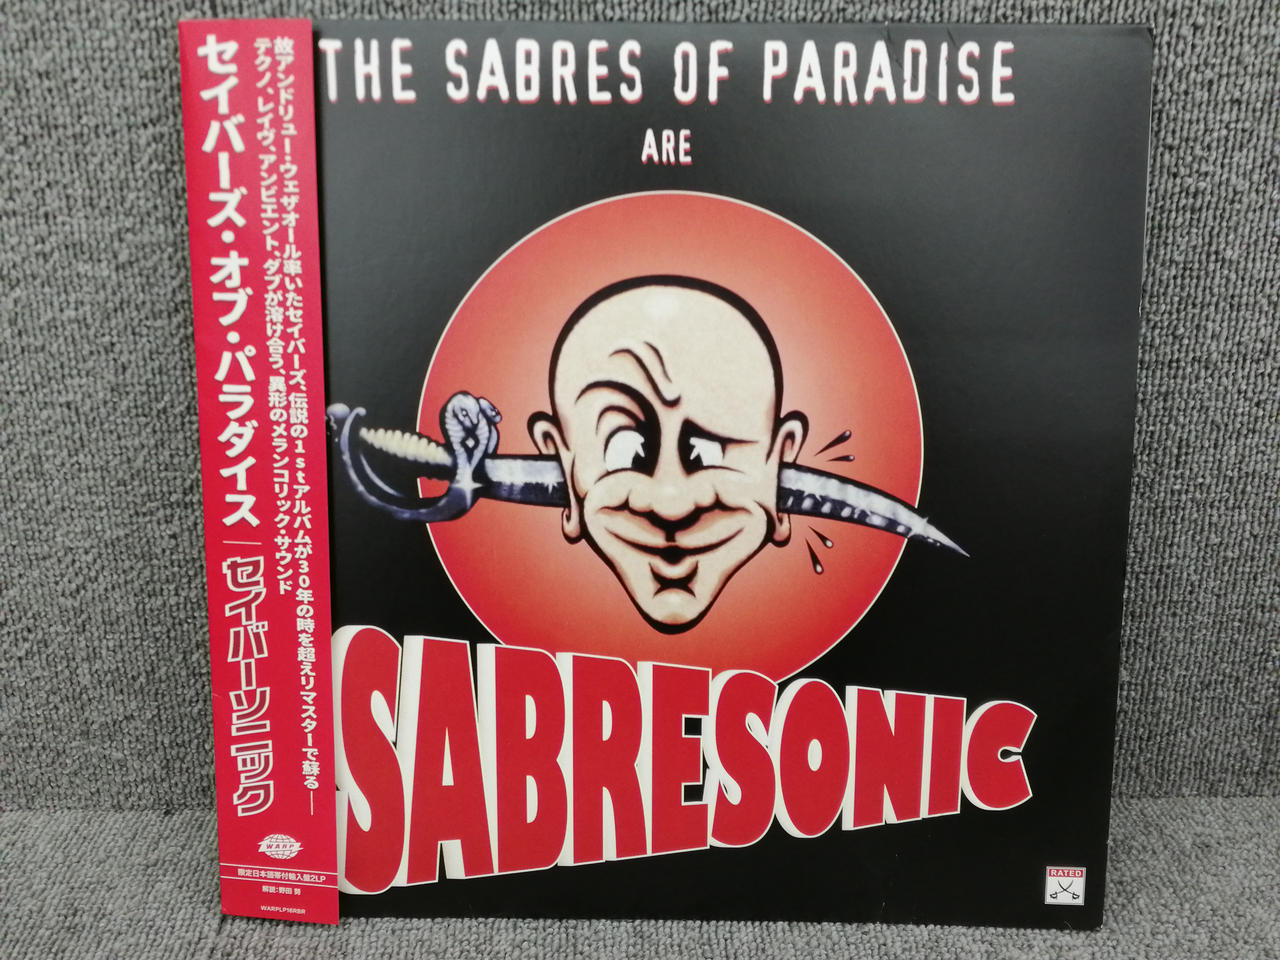 故アンドリュー・ウェザオール率いたセイバーズ、伝説の1stアルバムが30年の時を超えリマスターで蘇る──
テクノ、レイヴ、アンビエント、ダブが溶け合う、異形のメランコリック・サウンド
セイバーズ・オブ・パラダイス｜セイバーソニック
WARP
限定日本語帯付輸入盤2LP
解説：野田 努
WARPLP16RBR
THE SABRES OF PARADISE
ARE
SABRESONIC
RATED